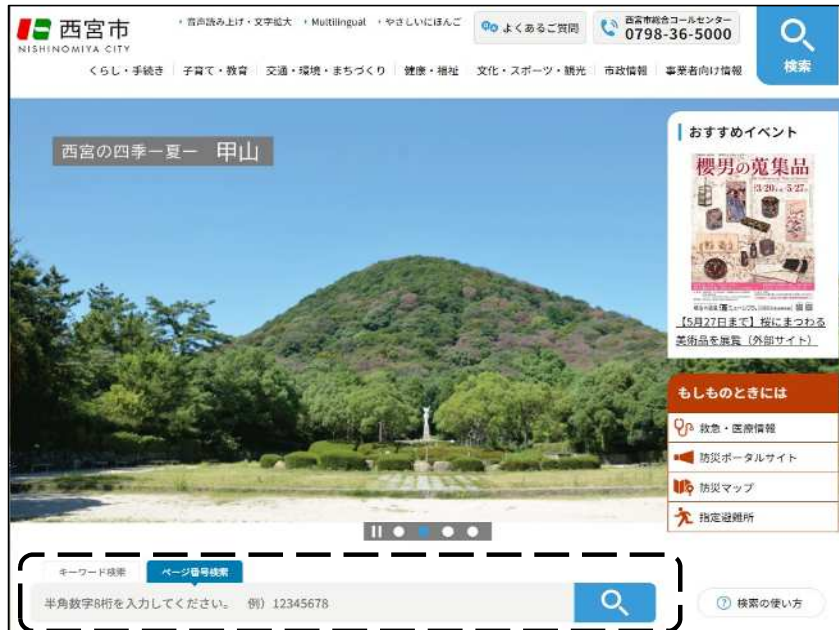 西宮市
NISHINOMIYA CITY
音声読み上げ・文字拡大
Multilingual
やさしいにほんご
よくあるご質問
西宮市総合コールセンター
0798-36-5000
検索
くらし・手続き
子育て・教育
交通・環境・まちづくり
健康・福祉
文化・スポーツ・観光
市政情報
事業者向け情報
西宮の四季ー夏ー 甲山
おすすめイベント
櫻男の蒐集品
3・20 5・27
【5月27日まで】桜にまつわる
美術品を展覧（外部サイト）
もしものときには
救急・医療情報
防災ポータルサイト
防災マップ
指定避難所
キーワード検索
ページ番号検索
半角数字8桁を入力してください。 例）12345678
検索の使い方